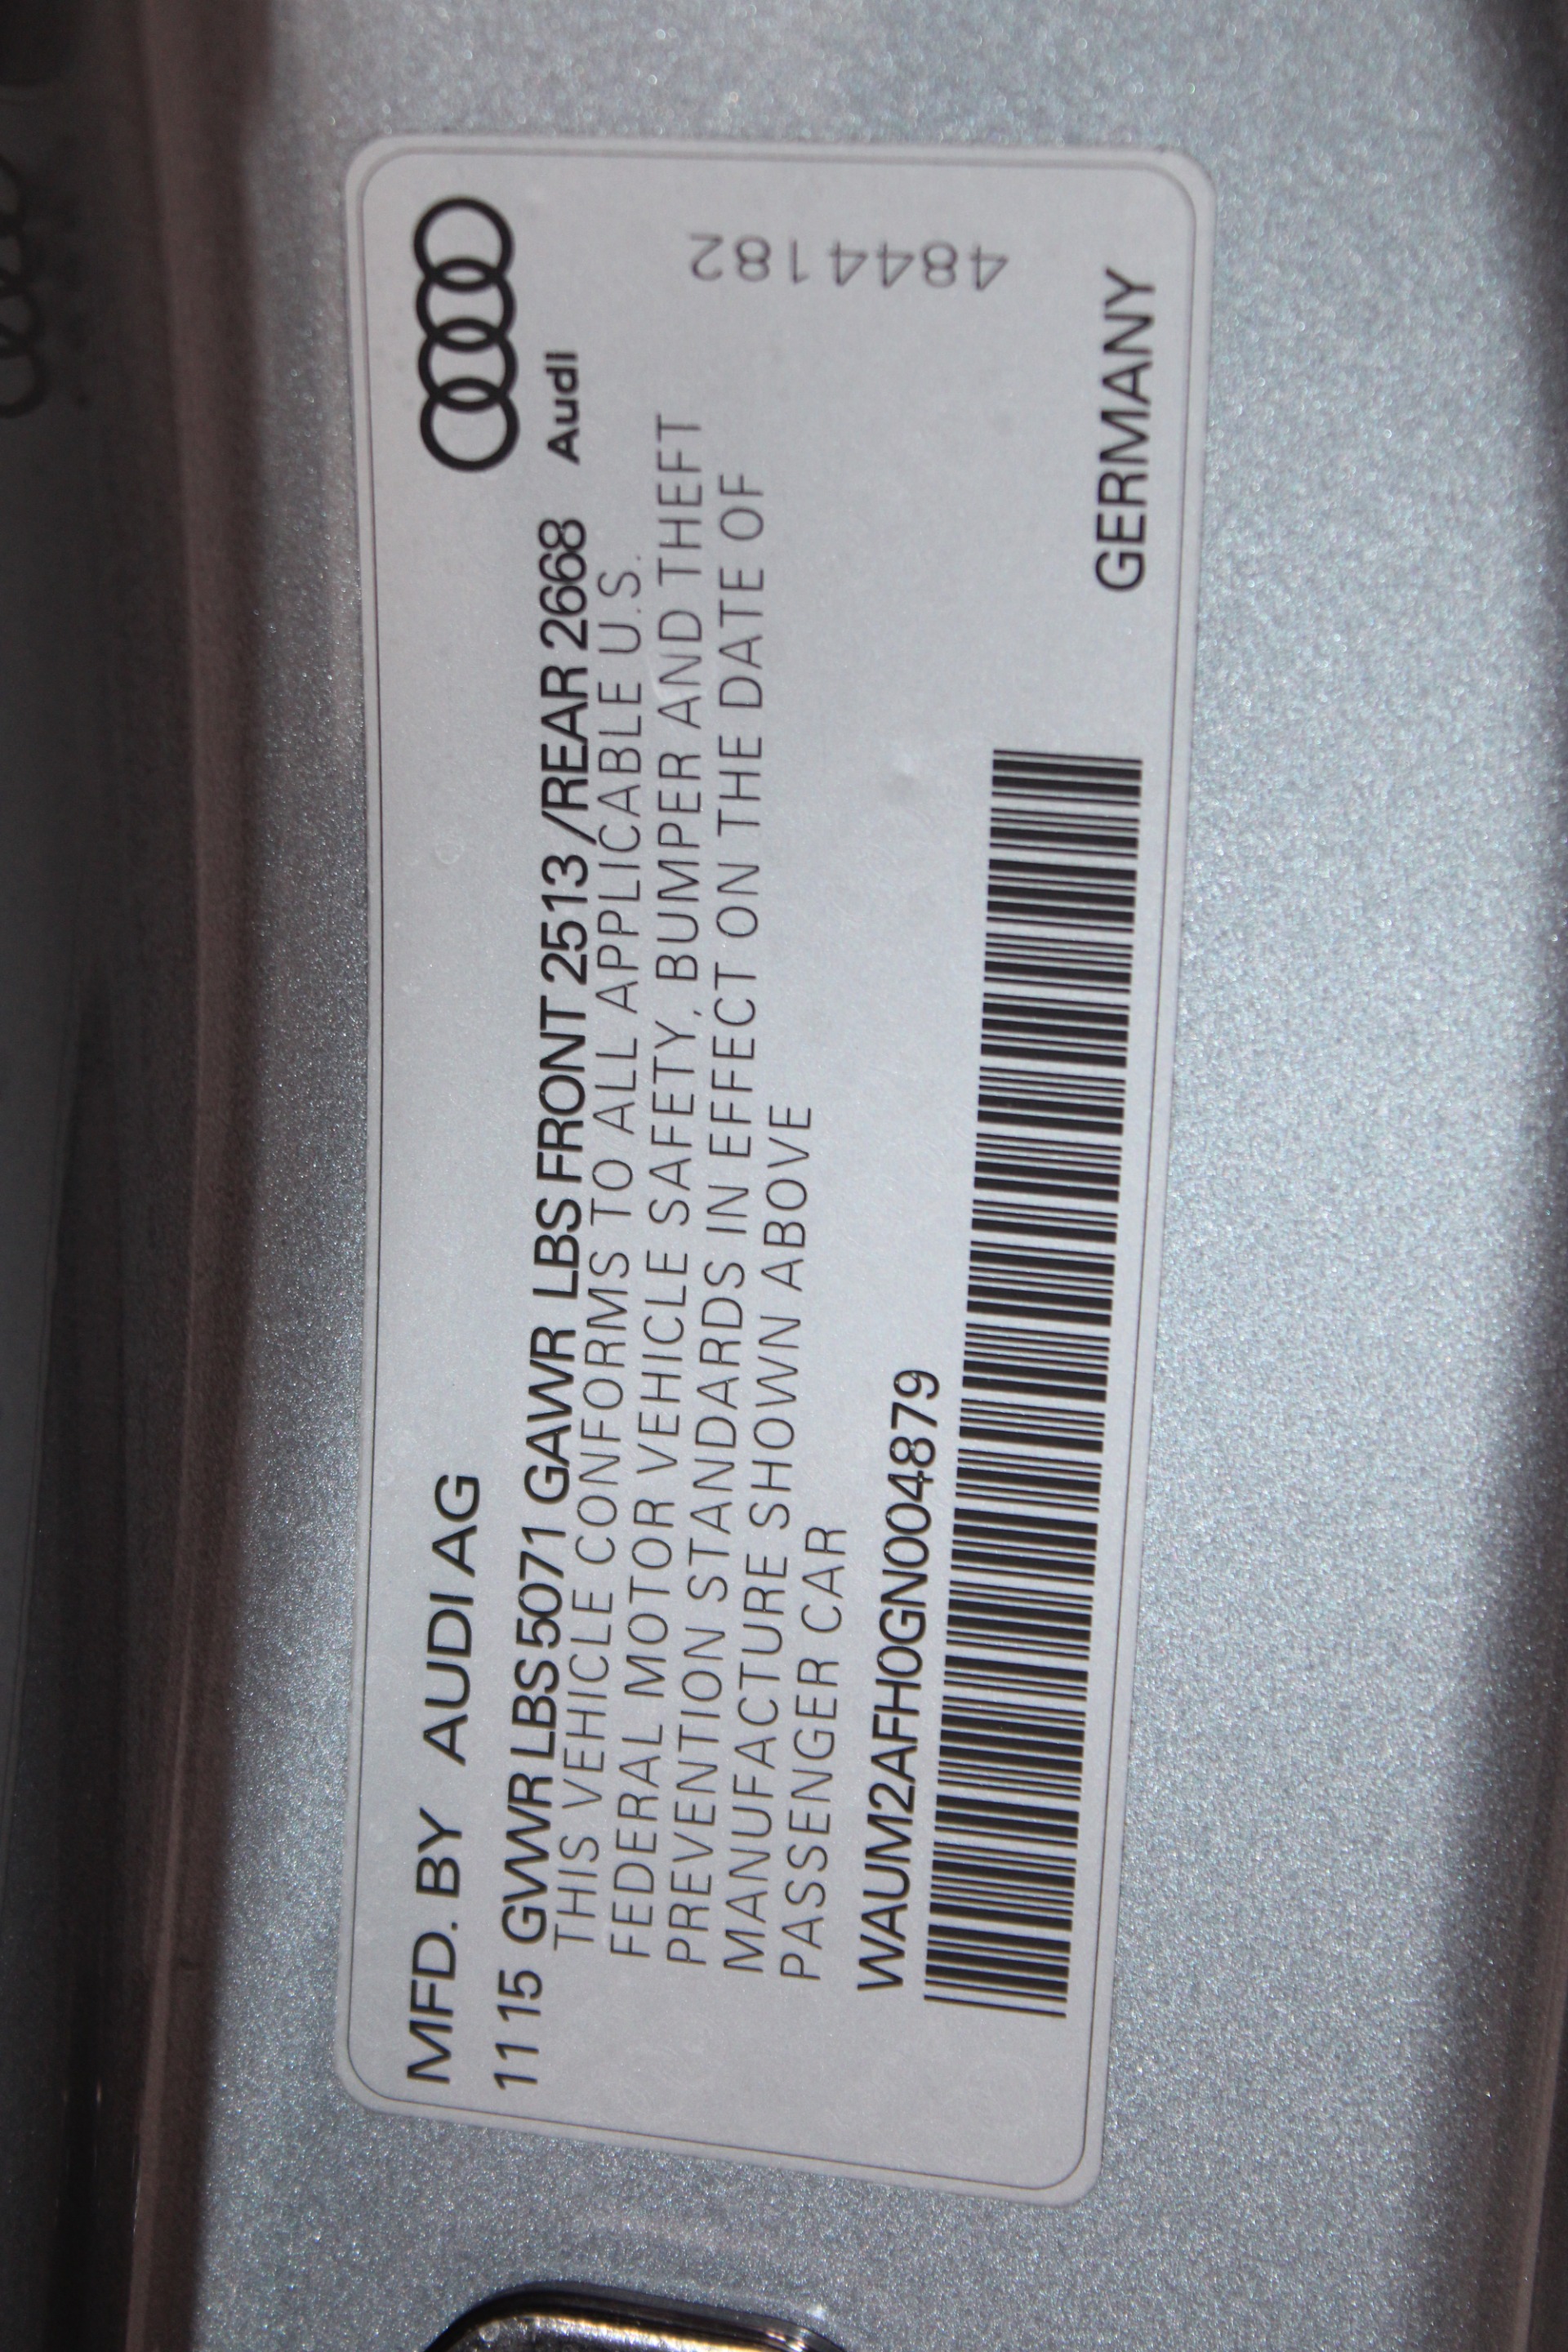 MFD. BY AUDI AG
Audi
11 15 GVWR LBS 5071 GAWR LBS FRONT 2513 /REAR 2668
THIS VEHICLE CONFORMS TO ALL APPLICABLE U.S.
FEDERAL MOTOR VEHICLE SAFETY, BUMPER AND THEFT
PREVENTION STANDARDS IN EFFECT ON THE DATE OF
MANUFACTURE SHOWN ABOVE
PASSENGER CAR
4844182
WAUM2AFH0GN004879
GERMANY